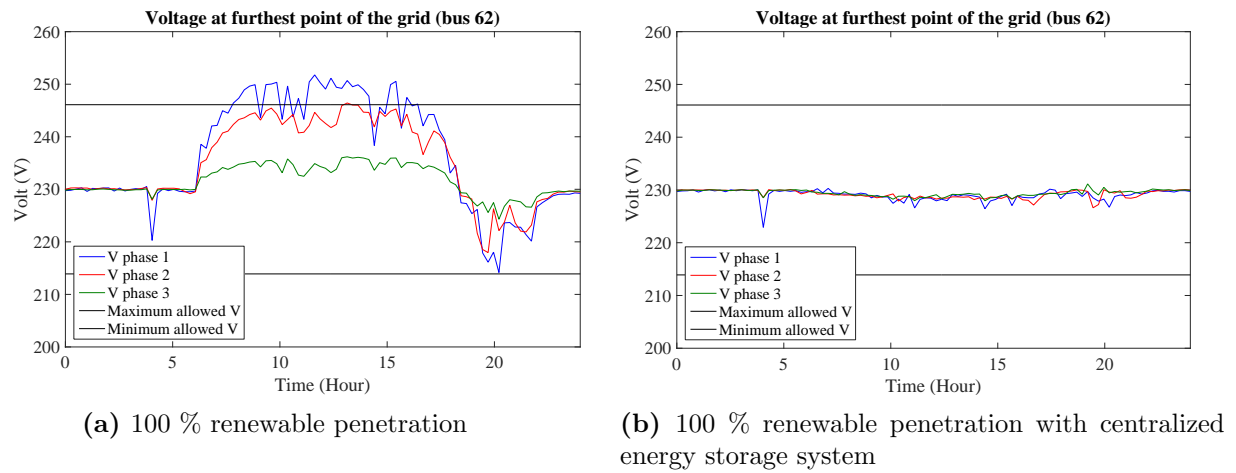 Voltage at furthest point of the grid (bus 62)
260
250
240
230
220
210
200
Volt (V)
V phase 1
V phase 2
V phase 3
Maximum allowed V
Minimum allowed V
0
5
10
15
20
Time (Hour)
(a) 100 % renewable penetration
Voltage at furthest point of the grid (bus 62)
260
250
240
230
220
210
200
Volt (V)
V phase 1
V phase 2
V phase 3
Maximum allowed V
Minimum allowed V
0
5
10
15
20
Time (Hour)
(b) 100 % renewable penetration with centralized
energy storage system